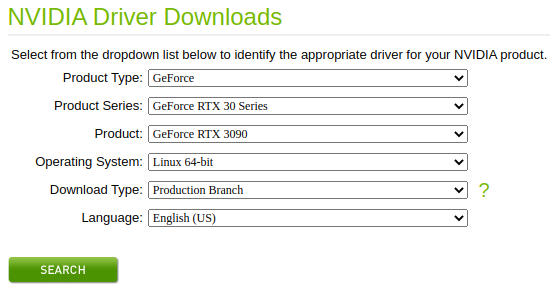 NVIDIA Driver Downloads
Select from the dropdown list below to identify the appropriate driver for your NVIDIA product.
Product Type: GeForce
Product Series: GeForce RTX 30 Series
Product: GeForce RTX 3090
Operating System: Linux 64-bit
Download Type: Production Branch ?
Language: English (US)
SEARCH